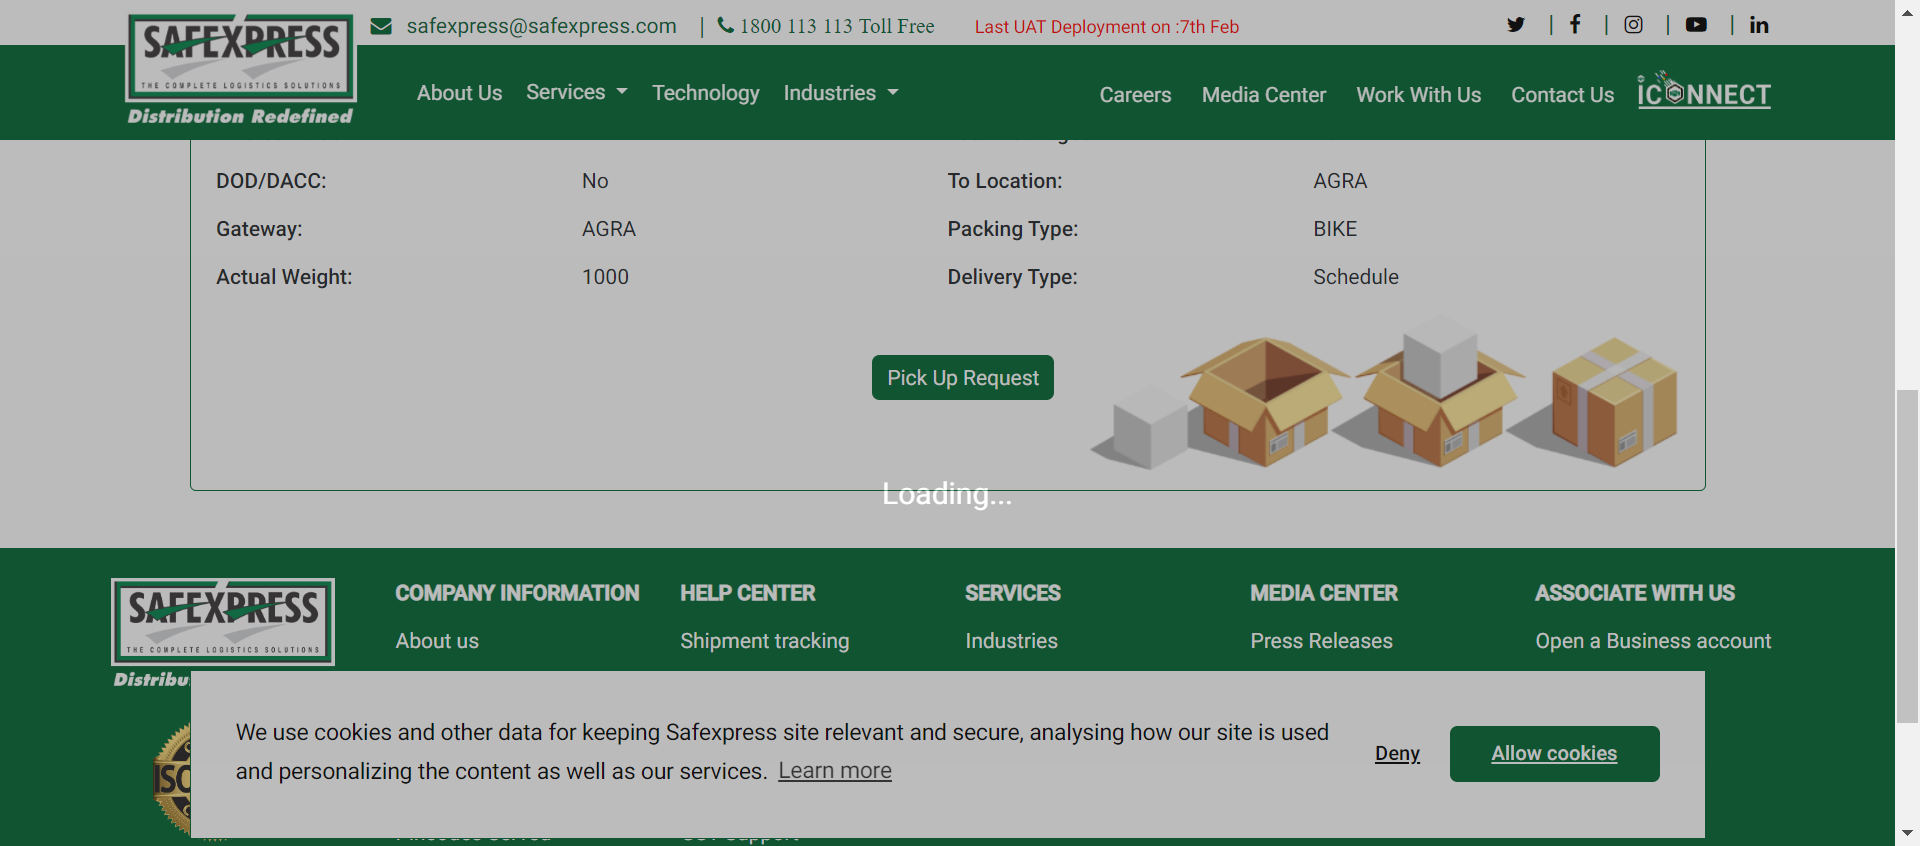 SAFEXPRESS
THE COMPLETE LOGISTICS SOLUTIONS
Distribution Redefined
safexpress@safexpress.com | 1800 113 113 Toll Free Last UAT Deployment on :7th Feb
About Us Services Technology Industries Careers Media Center Work With Us Contact Us iCONNECT
DOD/DACC: No To Location: AGRA
Gateway: AGRA Packing Type: BIKE
Actual Weight: 1000 Delivery Type: Schedule
Pick Up Request
Loading...
SAFEXPRESS
THE COMPLETE LOGISTICS SOLUTIONS
Distribu
COMPANY INFORMATION HELP CENTER SERVICES MEDIA CENTER ASSOCIATE WITH US
About us Shipment tracking Industries Press Releases Open a Business account
ISO
We use cookies and other data for keeping Safexpress site relevant and secure, analysing how our site is used
and personalizing the content as well as our services. Learn more
Deny Allow cookies